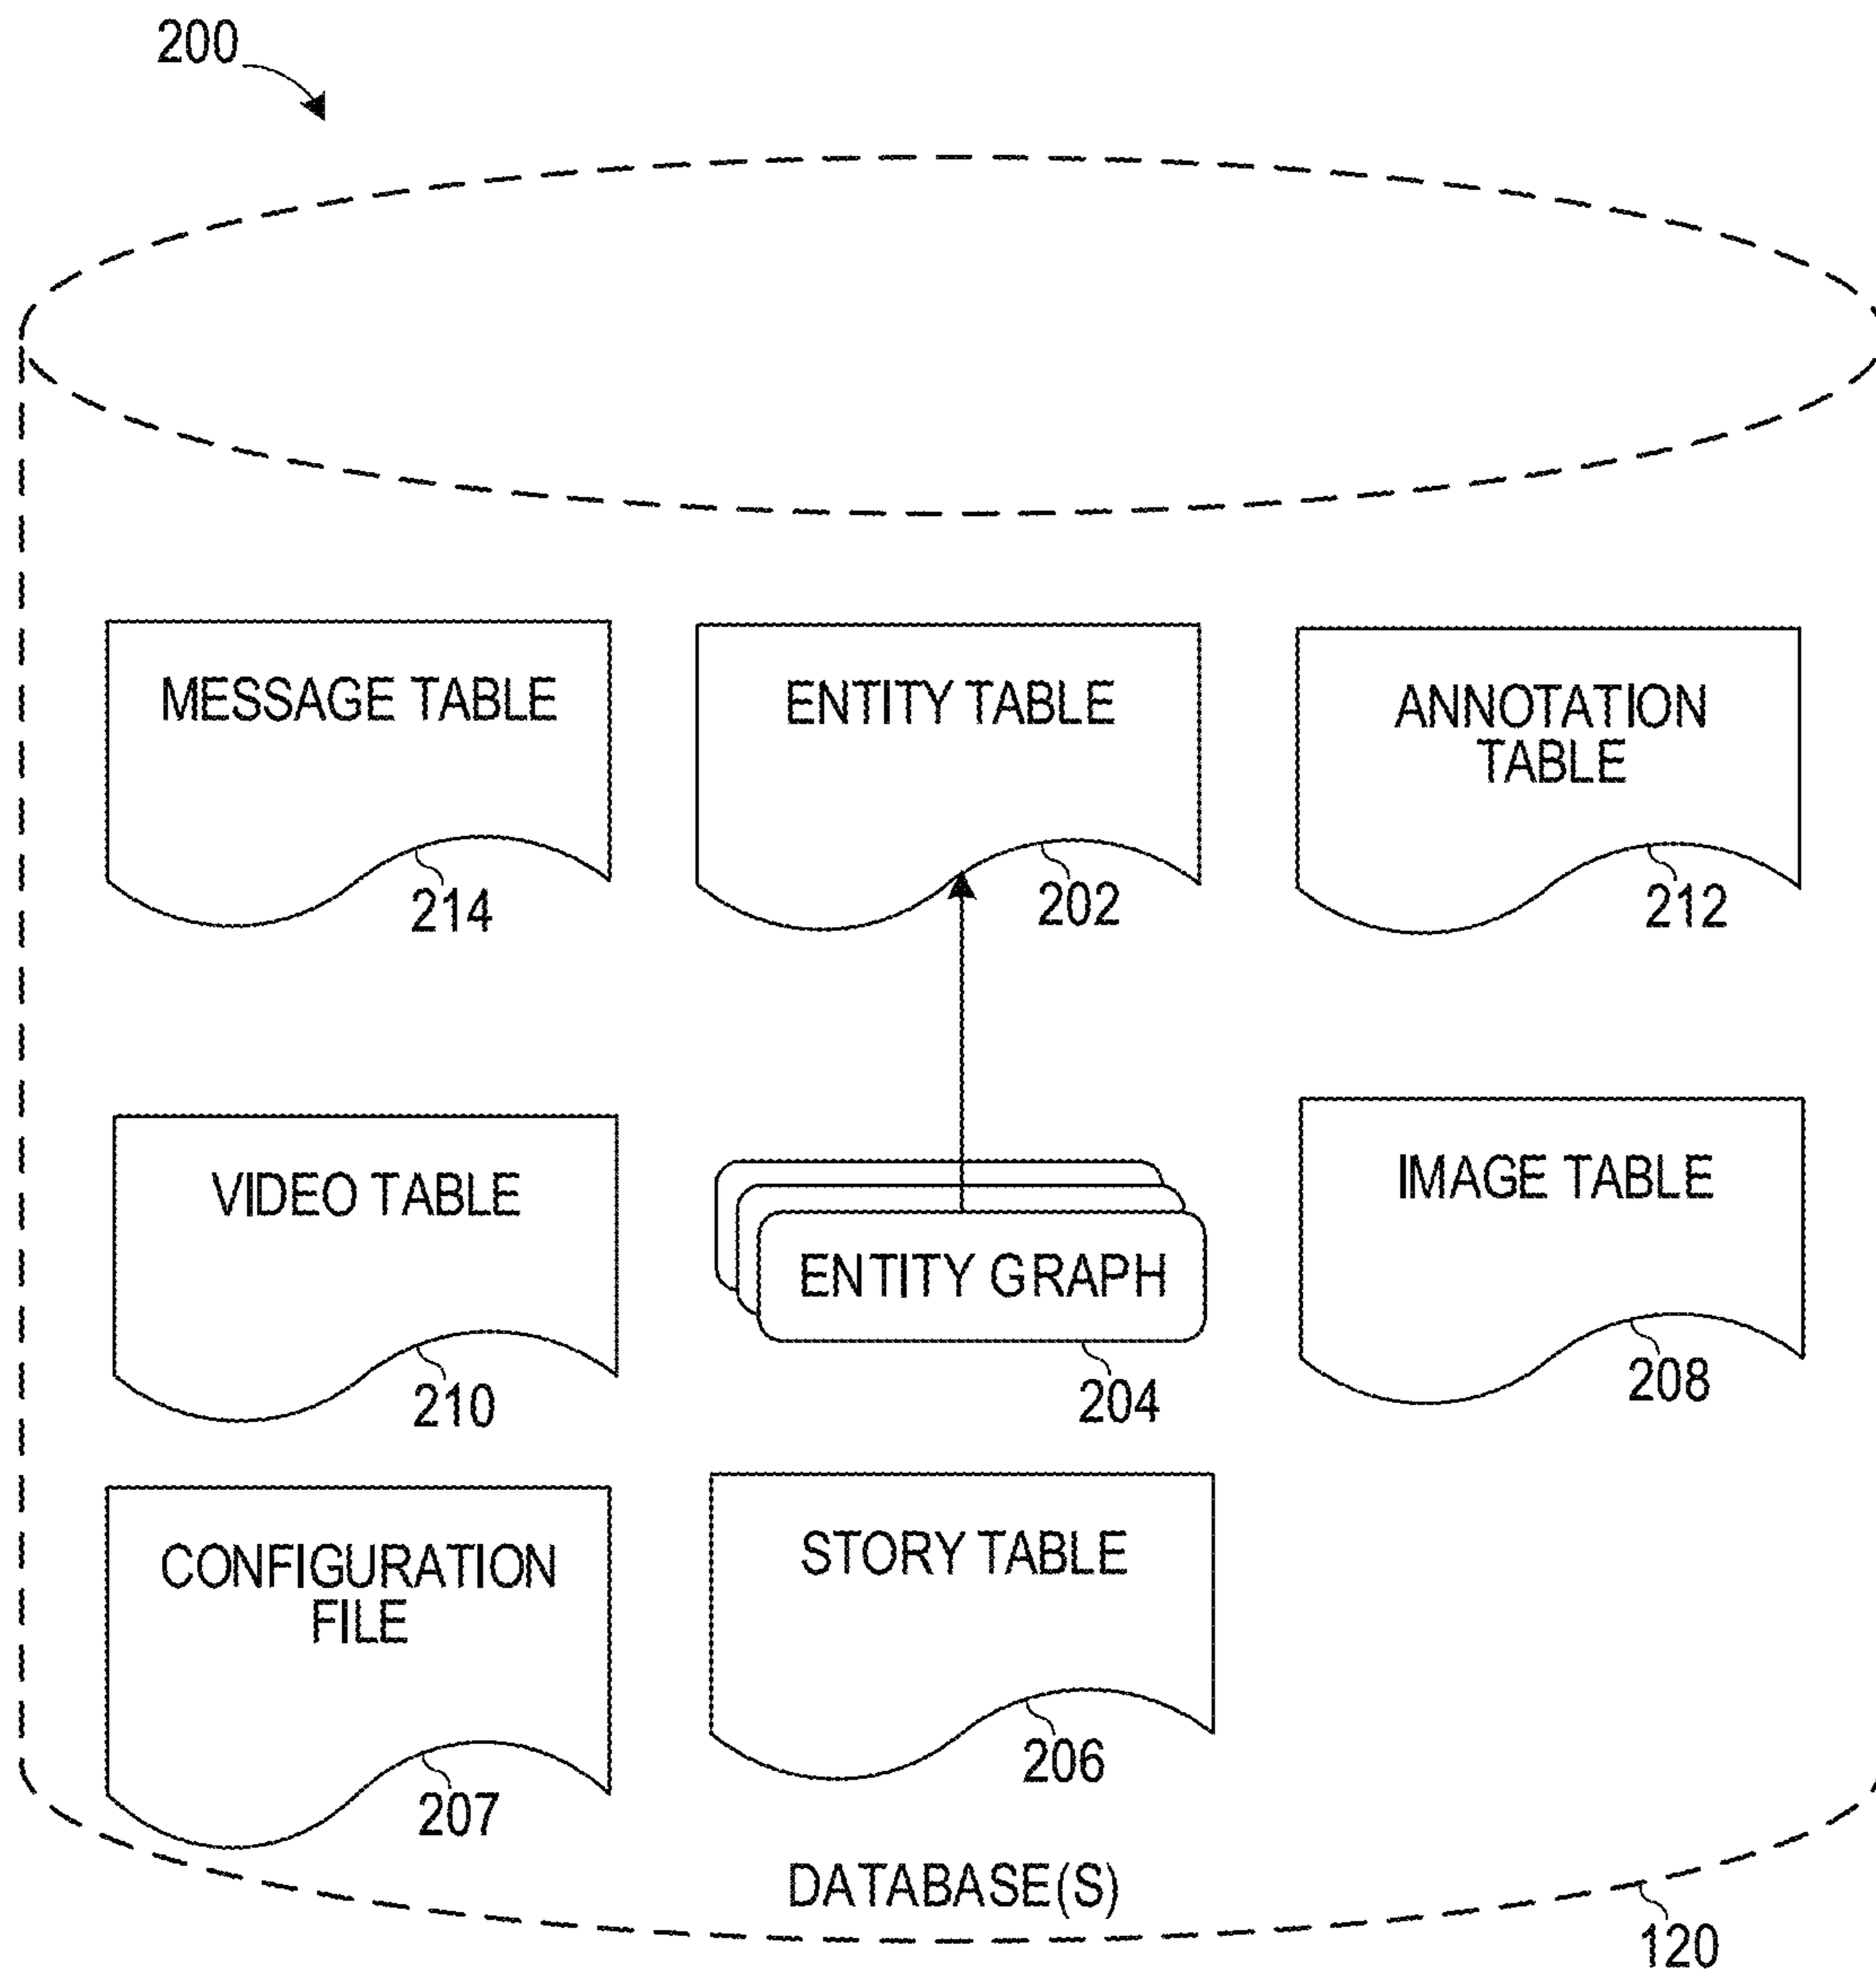 200
MESSAGE TABLE
214
ENTITY TABLE
202
ANNOTATION
TABLE
212
VIDEO TABLE
210
ENTITY GRAPH
204
IMAGE TABLE
208
CONFIGURATION
FILE
207
STORY TABLE
206
DATABASE(S)
120